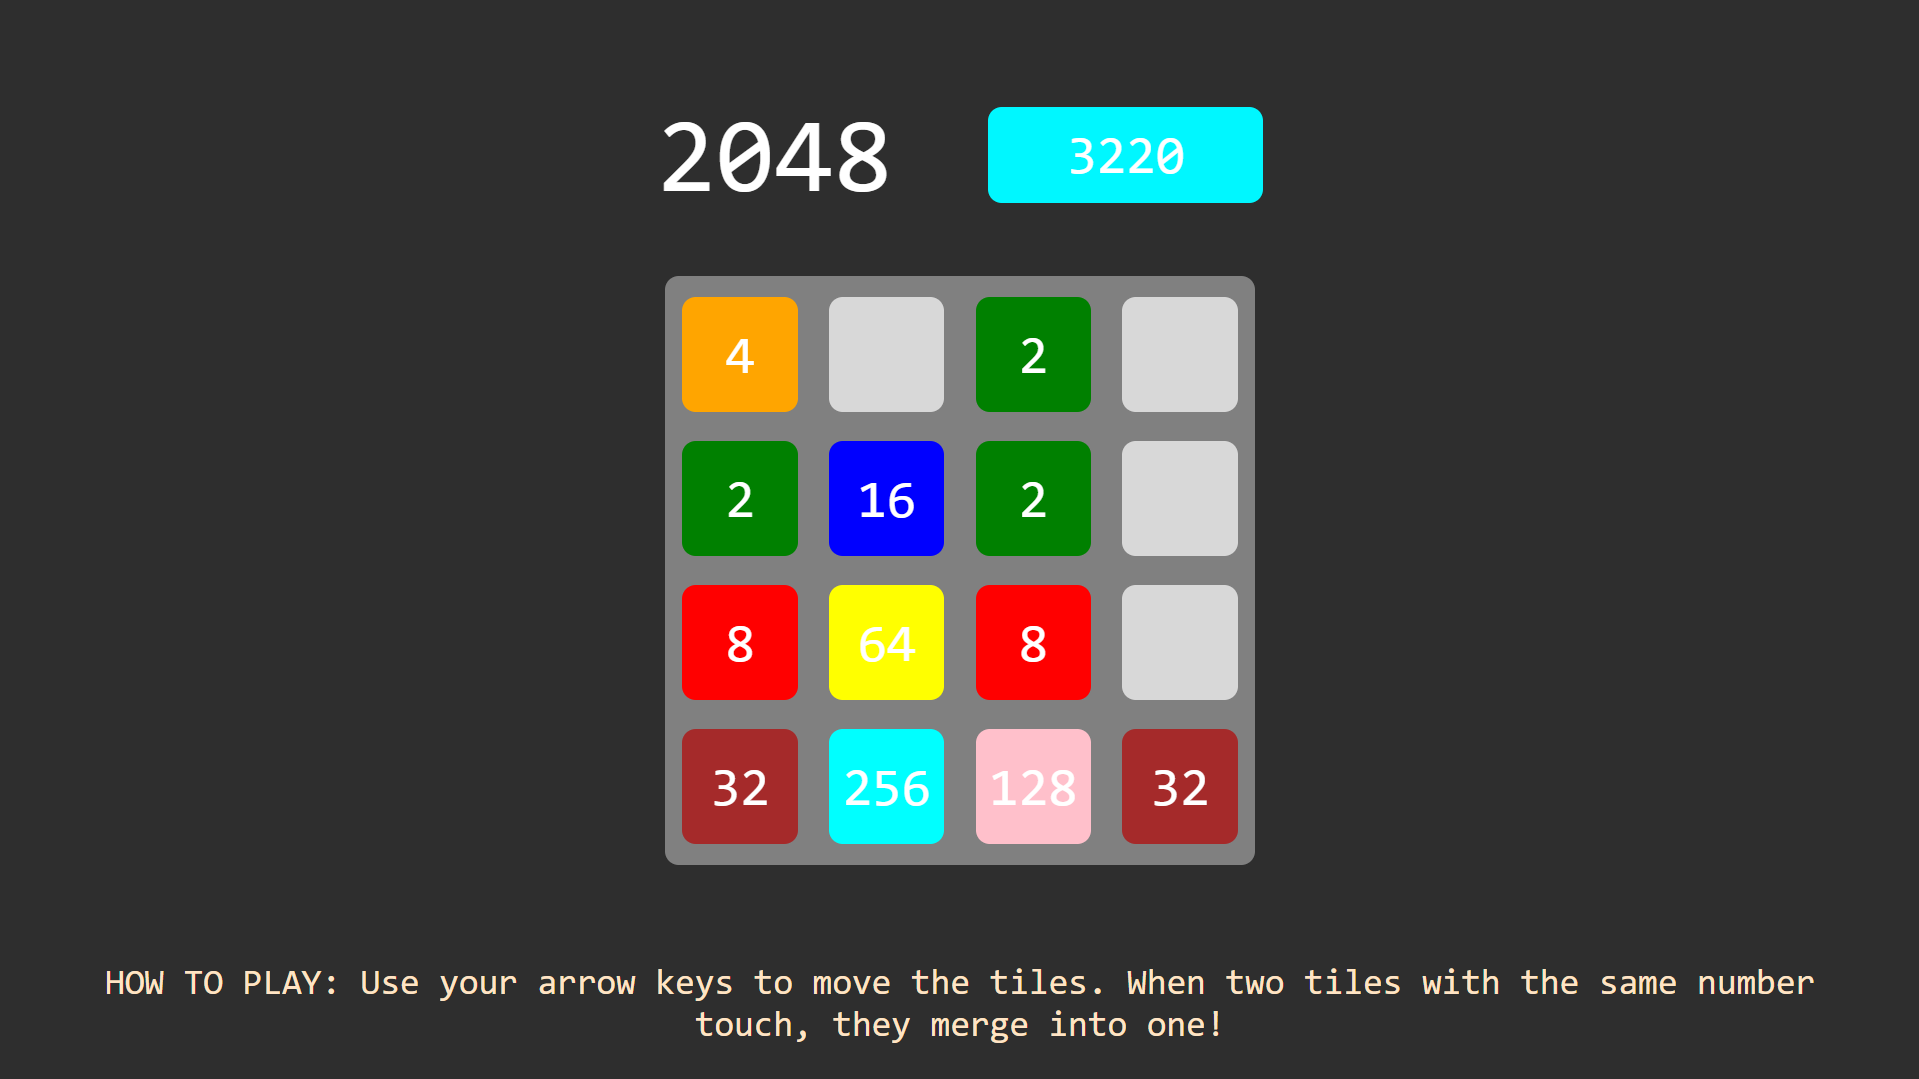 2048 3220
4 2
2 16 2
8 64 8
32 256 128 32
HOW TO PLAY: Use your arrow keys to move the tiles. When two tiles with the same number
touch, they merge into one!